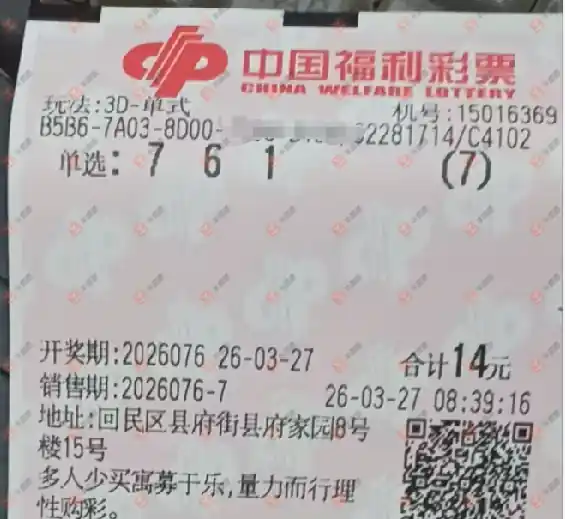 中国福利彩票
CHINA WELFARE LOTTERY
玩法:3D-单式 机号:15016369
B5B6-7A03-8D00- 62281714/C4102
单选: 7 6 1 (7)
开奖期:2026076 26-03-27 合计14元
销售期:2026076-7 26-03-27 08:39:16
地址:回民区县府街县府家园8号
楼15号
多人少买寓募于乐,量力而行理
性购彩。